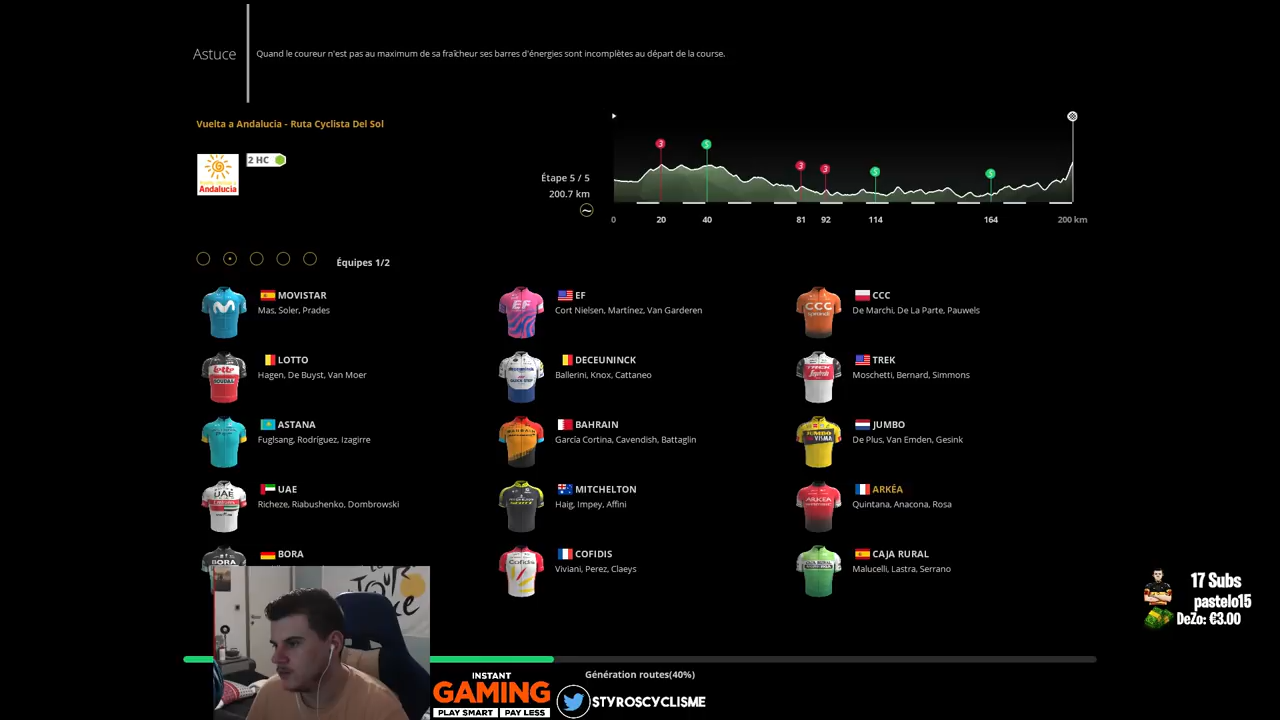 Astuce
Quand le coureur n'est pas au maximum de sa fraîcheur ses barres d'énergies sont incomplètes au départ de la course.
Vuelta a Andalucia - Ruta Cyclista Del Sol
2 HC
Andalucia
Étape 5 / 5
200.7 km
3 S 3 3 S S
0 20 40 81 92 114 164 200 km
Équipes 1/2
MOVISTAR
Mas, Soler, Prades
EF
Cort Nielsen, Martínez, Van Garderen
CCC
De Marchi, De La Parte, Pauwels
LOTTO
Hagen, De Buyst, Van Moer
DECEUNINCK
Ballerini, Knox, Cattaneo
TREK
Moschetti, Bernard, Simmons
ASTANA
Fuglsang, Rodríguez, Izagirre
BAHRAIN
García Cortina, Cavendish, Battaglin
JUMBO
De Plus, Van Emden, Gesink
UAE
Richeze, Riabushenko, Dombrowski
MITCHELTON
Haig, Impey, Affini
ARKÉA
Quintana, Anacona, Rosa
BORA
COFIDIS
Viviani, Perez, Claeys
CAJA RURAL
Malucelli, Lastra, Serrano
17 Subs
pastelo15
DeZo: €3.00
Génération routes(40%)
INSTANT
GAMING
PLAY SMART PAY LESS
STYROSCYCLISME